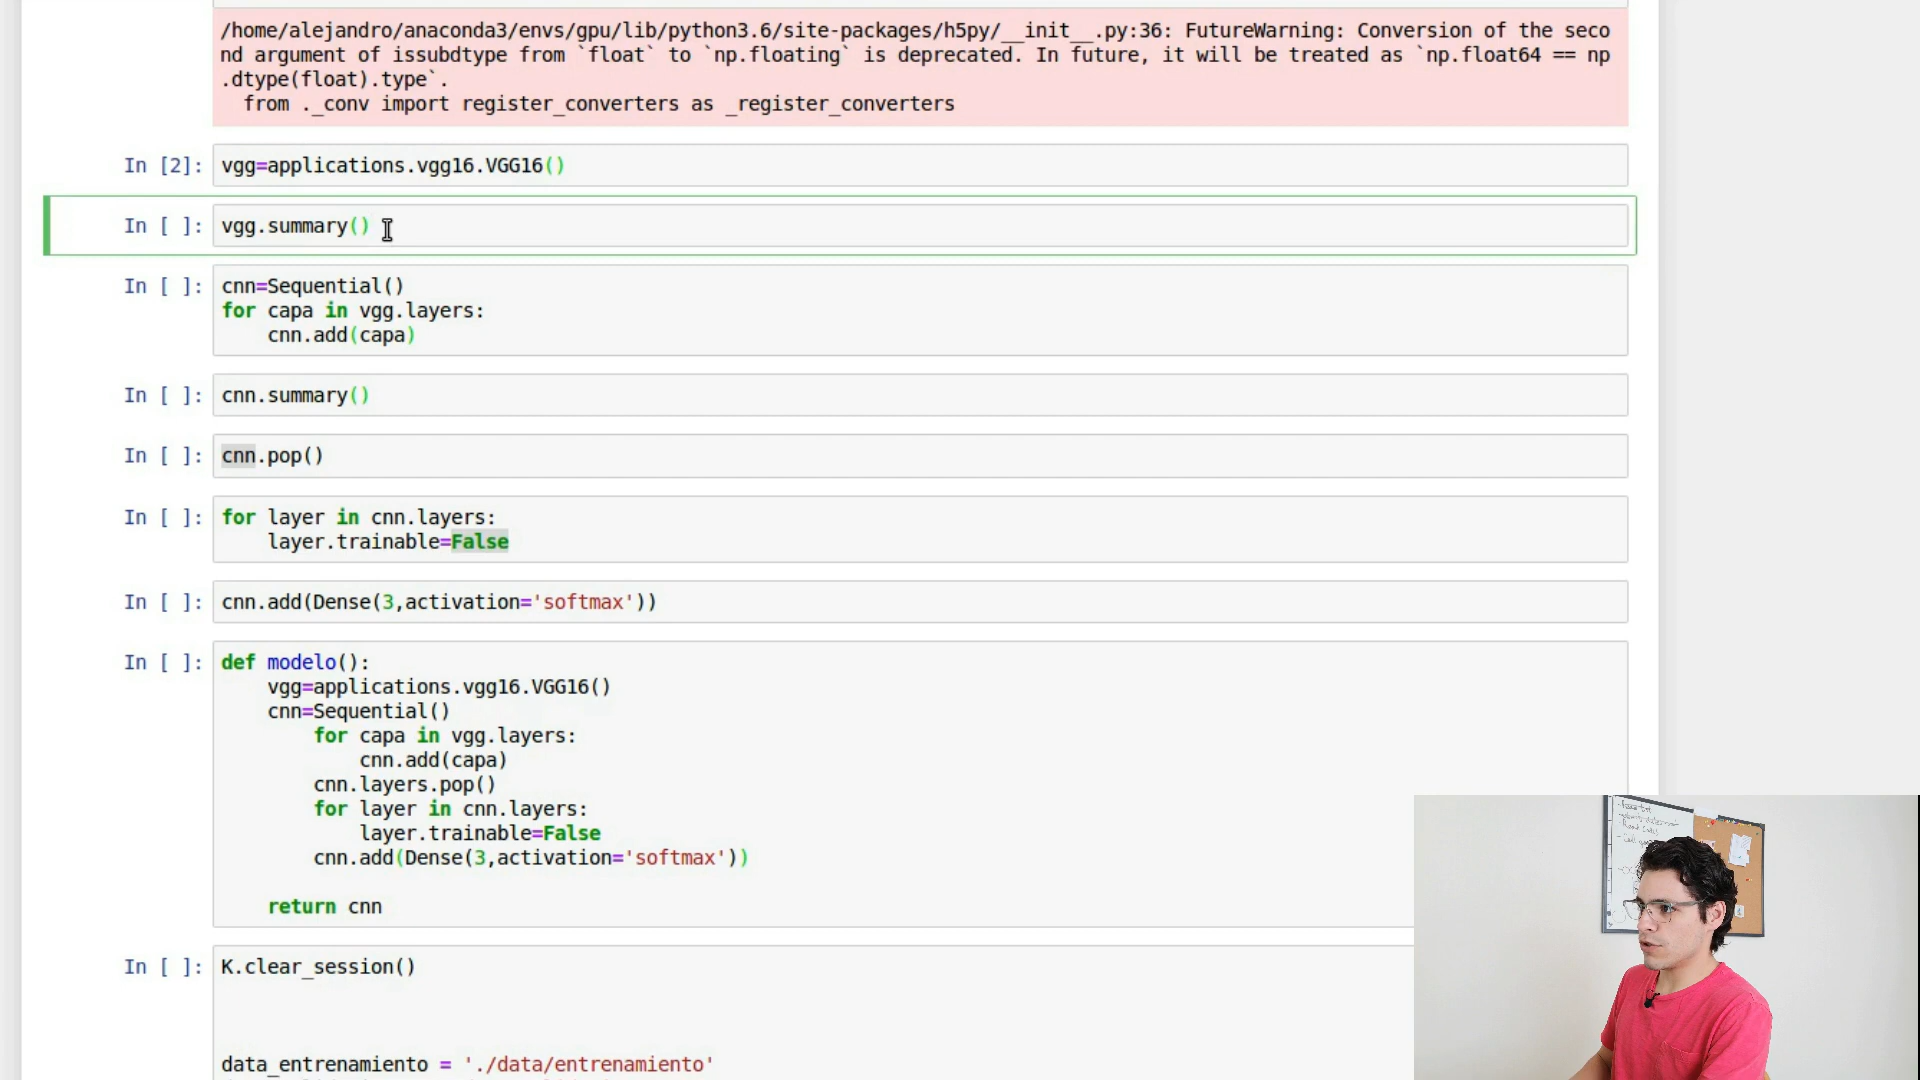 /home/alejandro/anaconda3/envs/gpu/lib/python3.6/site-packages/h5py/__init__.py:36: FutureWarning: Conversion of the seco
nd argument of issubdtype from `float` to `np.floating` is deprecated. In future, it will be treated as `np.float64 == np
.dtype(float).type`.
  from ._conv import register_converters as _register_converters
In [2]: vgg=applications.vgg16.VGG16()
In [ ]: vgg.summary()
In [ ]: cnn=Sequential()
for capa in vgg.layers:
    cnn.add(capa)
In [ ]: cnn.summary()
In [ ]: cnn.pop()
In [ ]: for layer in cnn.layers:
    layer.trainable=False
In [ ]: cnn.add(Dense(3,activation='softmax'))
In [ ]: def modelo():
    vgg=applications.vgg16.VGG16()
    cnn=Sequential()
        for capa in vgg.layers:
            cnn.add(capa)
        cnn.layers.pop()
        for layer in cnn.layers:
            layer.trainable=False
        cnn.add(Dense(3,activation='softmax'))
    return cnn
In [ ]: K.clear_session()
data_entrenamiento = './data/entrenamiento'